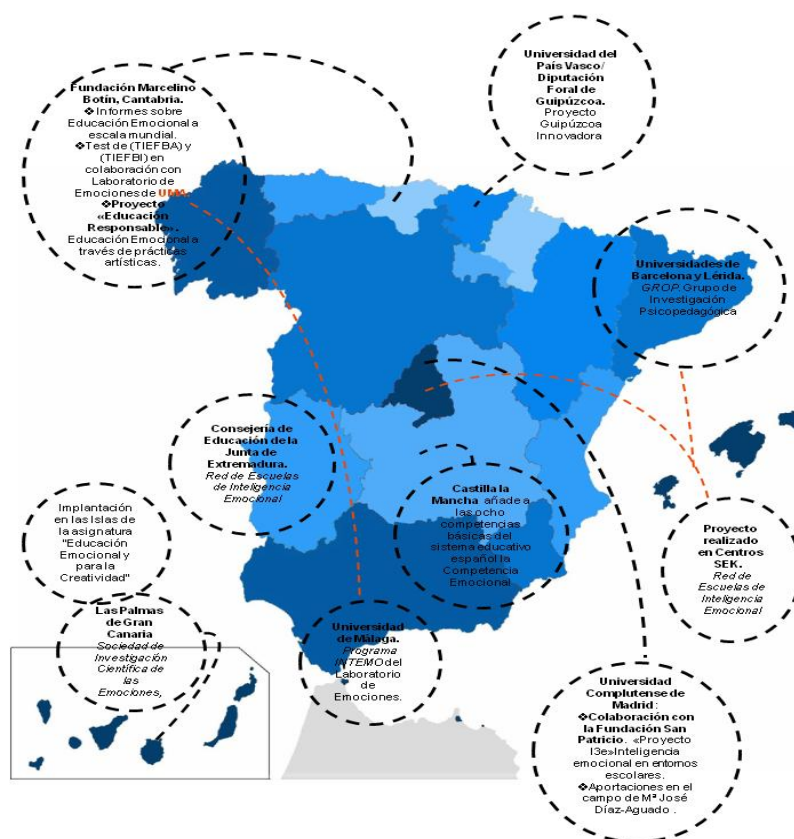 Fundación Marcelino
Botín, Cantabria.
❖Informes sobre
Educación Emocional a
escala mundial.
❖Test de (TIEFBA) y
(TIEFBI) en
colaboración con
Laboratorio de
Emociones de
❖Proyecto
«Educación
Responsable».
Educación Emocional a
través de prácticas
artísticas.
Universidad del
País Vasco/
Diputación
Foral de
Guipúzcoa.
Proyecto
Guipúzcoa
Innovadora
Universidades de
Barcelona y Lérida.
GROP. Grupo de
Investigación
Psicopedagógica
Consejería de
Educación de la
Junta de
Extremadura.
Red de Escuelas
de Inteligencia
Emocional
Castilla la
Mancha añade a
las ocho
competencias
básicas del
sistema educativo
español la
Competencia
Emocional
Implantación
en las Islas de
la asignatura
"Educación
Emocional y
para la
Creatividad"
Proyecto
realizado
en Centros
SEK.
Red de
Escuelas de
Inteligencia
Emocional
Las Palmas
de Gran
Canaria
Sociedad de
Investigación
Científica de
las
Emociones,
Universidad
de Málaga.
Programa
INTEMO del
Laboratorio
de
Emociones.
Universidad
Complutense de
Madrid:
❖Colaboración con
la Fundación San
Patricio. «Proyecto
I3e» Inteligencia
emocional en entornos
escolares.
❖Aportaciones en el
campo de Mª José
Díaz-Aguado .